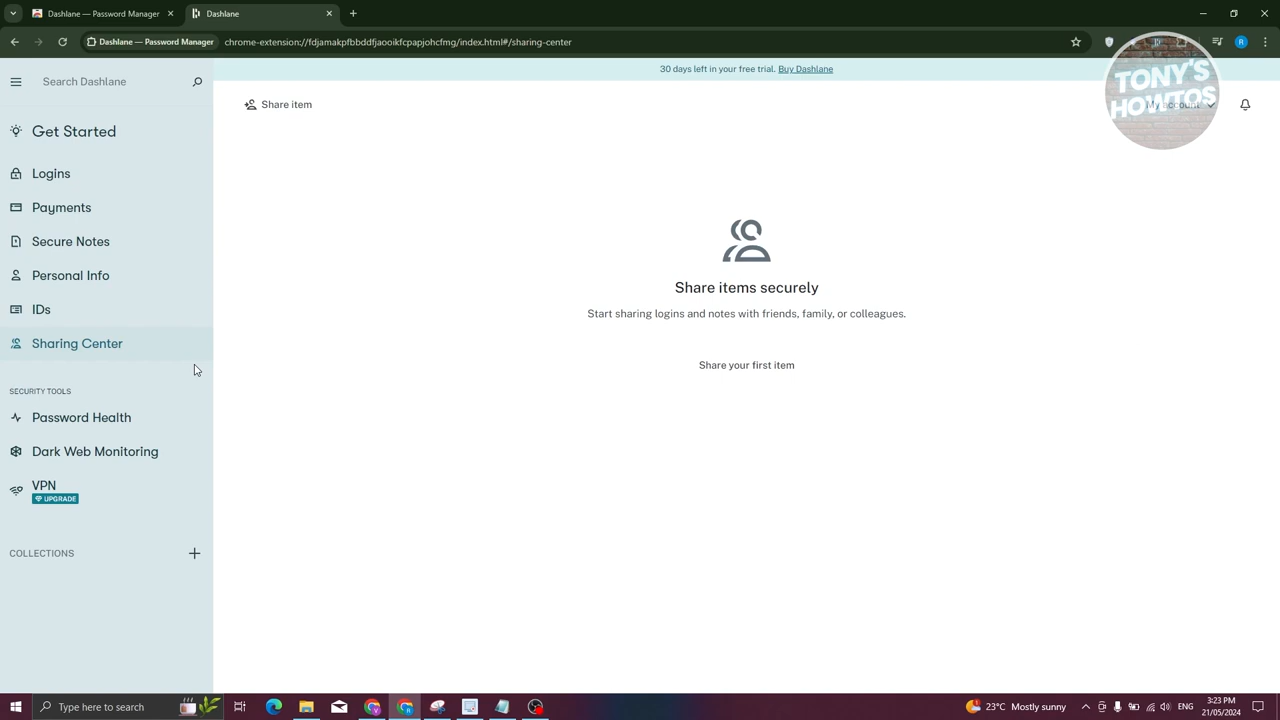 Dashlane — Password Manager
Dashlane
Dashlane — Password Manager
chrome-extension://fdjamakpfbbddfjaooikfcpapjohcmfg/index.html#/sharing-center
R
Search Dashlane
30 days left in your free trial. Buy Dashlane
Share item
My account
TONY'S
HOWTOS
Get Started
Logins
Payments
Secure Notes
Personal Info
IDs
Sharing Center
Share items securely
Start sharing logins and notes with friends, family, or colleagues.
Share your first item
SECURITY TOOLS
Password Health
Dark Web Monitoring
VPN
UPGRADE
COLLECTIONS
Type here to search
23°C Mostly sunny
ENG
3:23 PM
21/05/2024